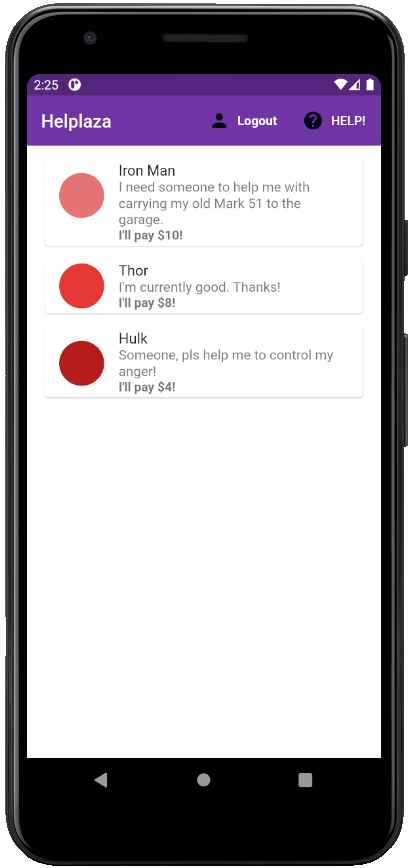 2:25
Helplaza Logout HELP!
Iron Man
I need someone to help me with
carrying my old Mark 51 to the
garage.
I'll pay $10!
Thor
I'm currently good. Thanks!
I'll pay $8!
Hulk
Someone, pls help me to control my
anger!
I'll pay $4!